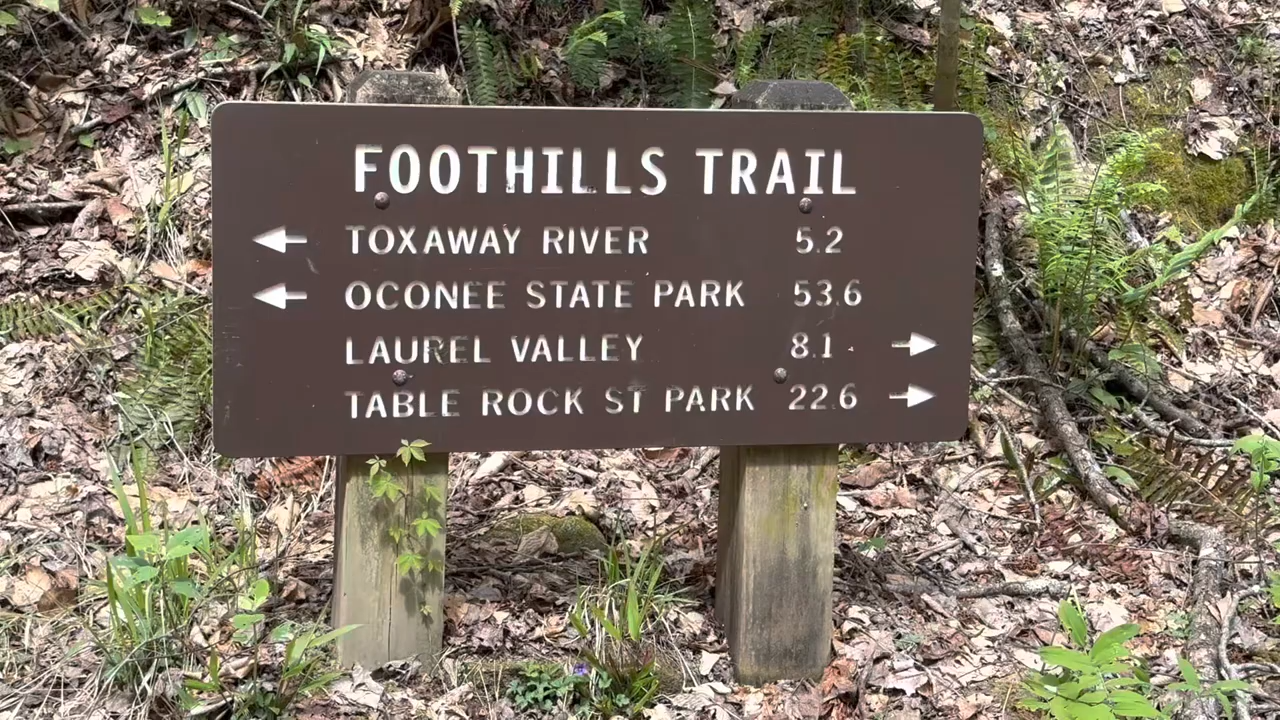 FOOTHILLS TRAIL
← TOXAWAY RIVER 5.2
← OCONEE STATE PARK 53.6
LAUREL VALLEY 8.1 →
TABLE ROCK ST PARK 22.6 →